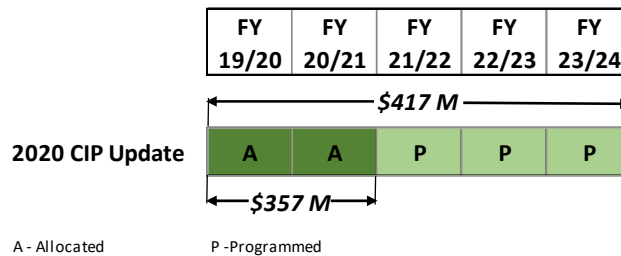 FY FY FY FY FY
19/20 20/21 21/22 22/23 23/24
$417 M
2020 CIP Update A A P P P
$357 M
A - Allocated P -Programmed